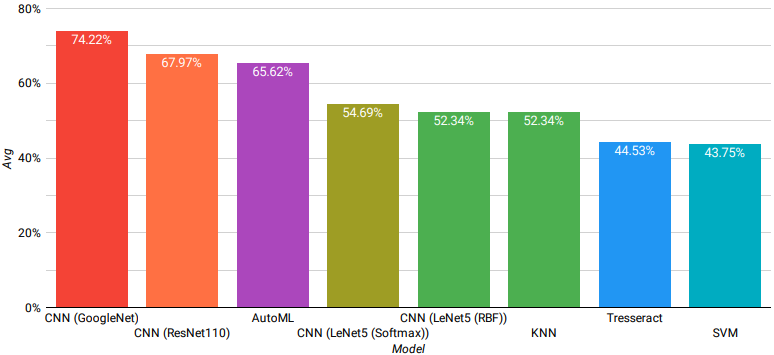 80%
60%
40%
20%
0%
Avg
74.22%
67.97%
65.62%
54.69%
52.34%
52.34%
44.53%
43.75%
CNN (GoogleNet)
CNN (ResNet110)
AutoML
CNN (LeNet5 (Softmax))
CNN (LeNet5 (RBF))
KNN
Tresseract
SVM
Model